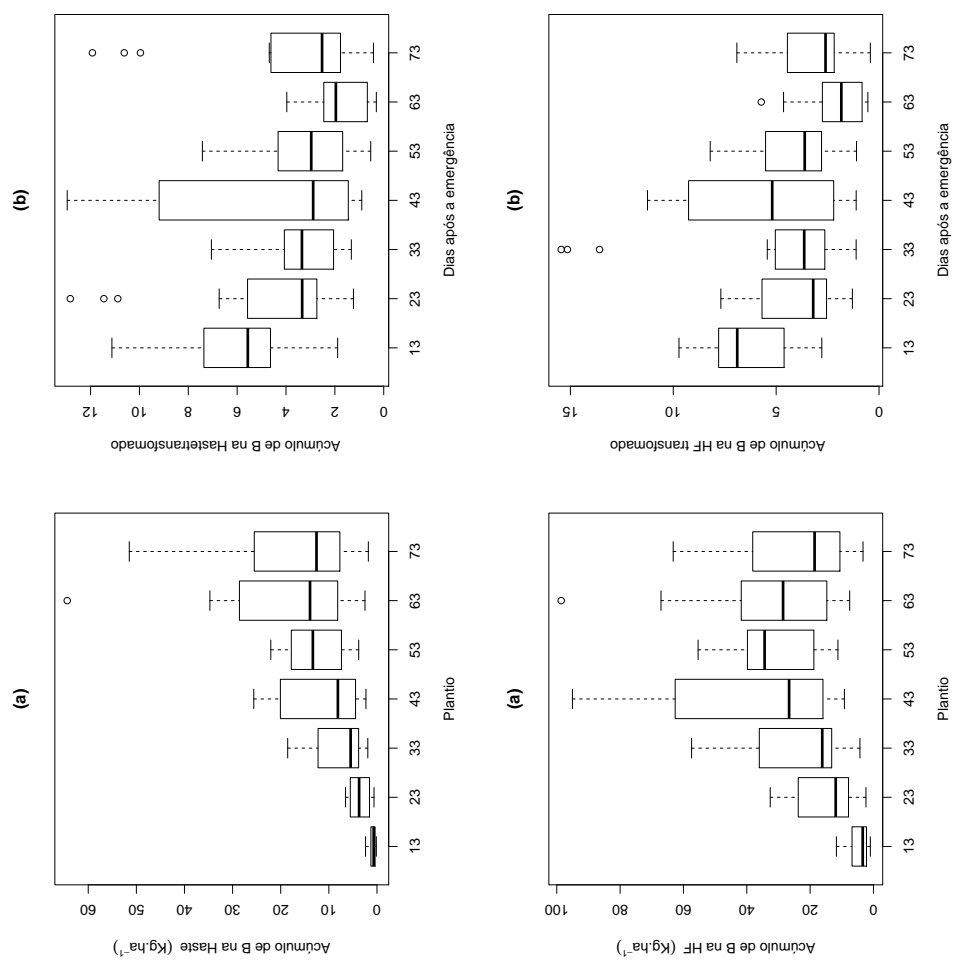 (a)
Acúmulo de B na Haste (Kg.ha⁻¹)
0 10 20 30 40 50 60
13 23 33 43 53 63 73
Plantio
(b)
Acúmulo de B na Hastetransfomado
0 2 4 6 8 10 12
13 23 33 43 53 63 73
Dias após a emergência
(a)
Acúmulo de B na HF (Kg.ha⁻¹)
0 20 40 60 80 100
13 23 33 43 53 63 73
Plantio
(b)
Acúmulo de B na HF transfomado
0 5 10 15
13 23 33 43 53 63 73
Dias após a emergência